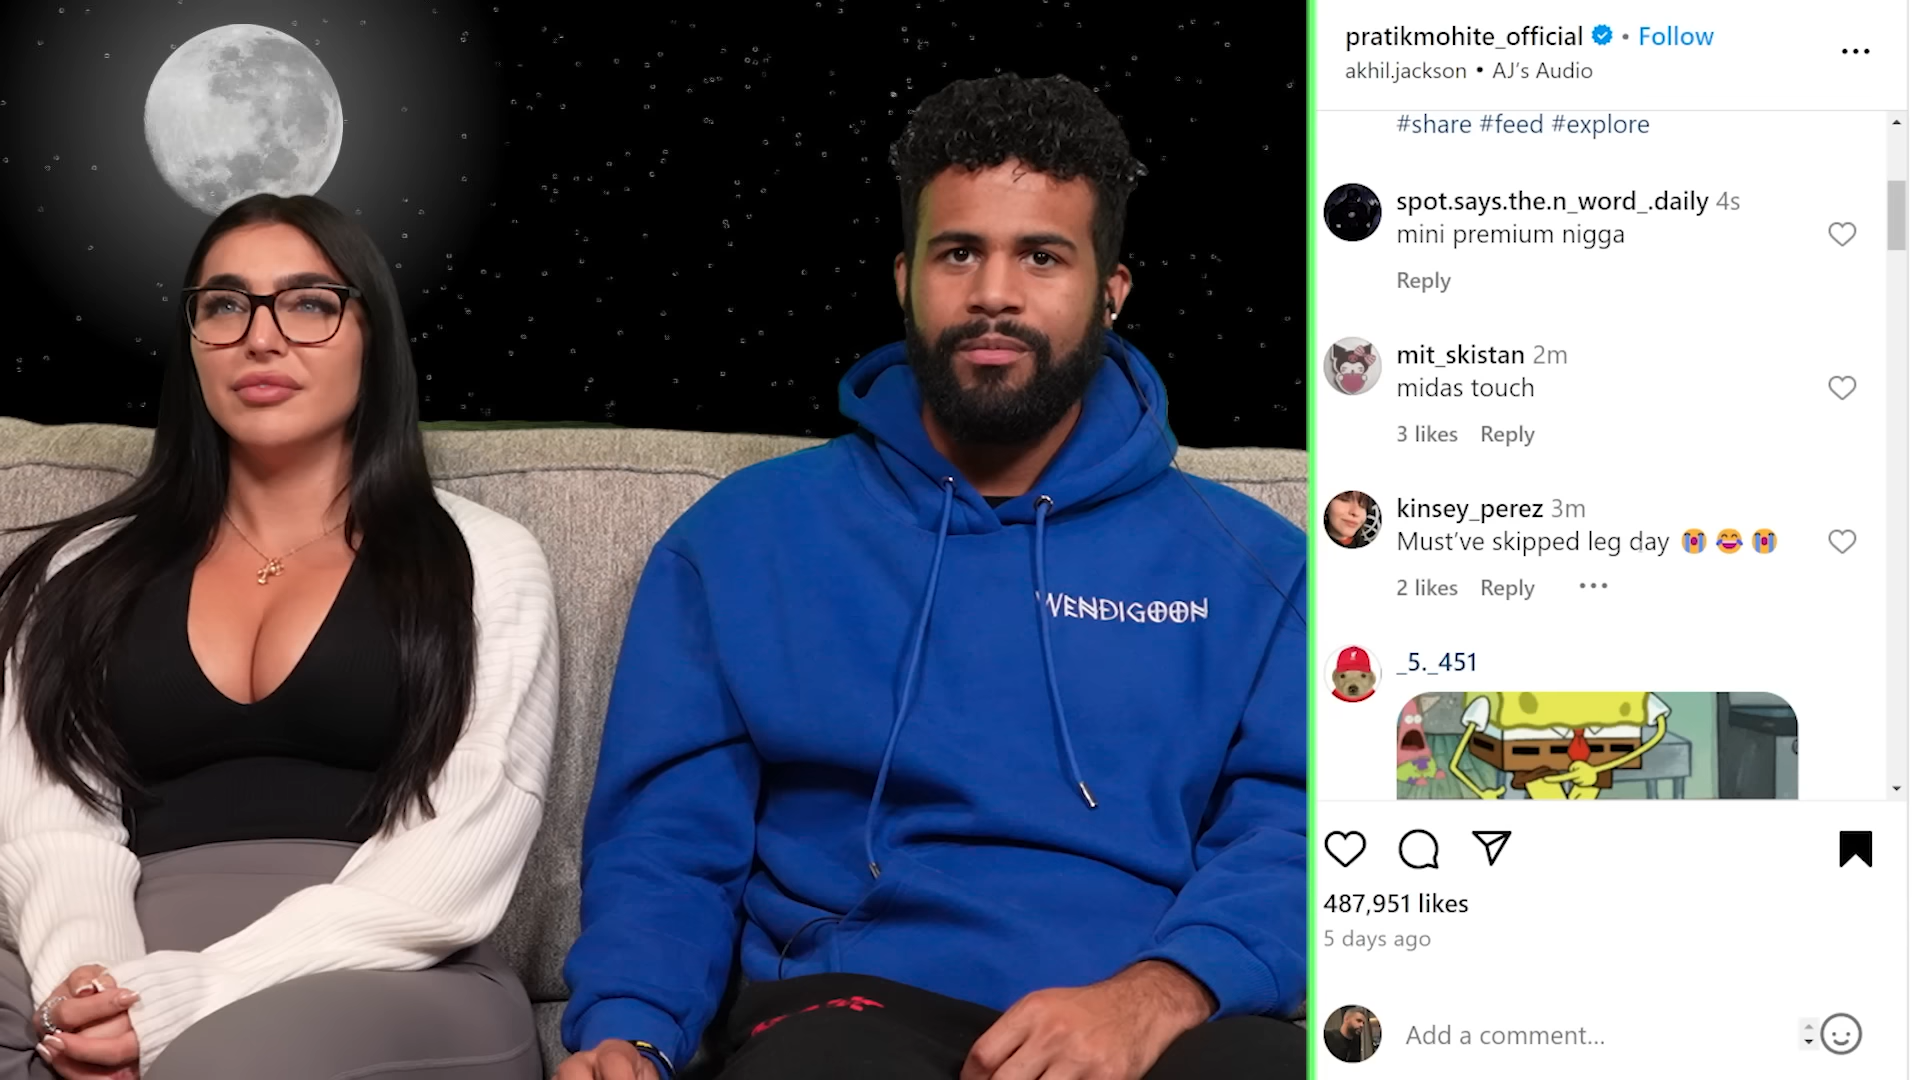 WENDIGOON
pratikmohite_official • Follow
akhil.jackson • AJ's Audio
#share #feed #explore
spot.says.the.n_word_.daily 4s
mini premium nigga
Reply
mit_skistan 2m
midas touch
3 likes Reply
kinsey_perez 3m
Must've skipped leg day 😭 😂 😭
2 likes Reply
_5._451
487,951 likes
5 days ago
Add a comment...